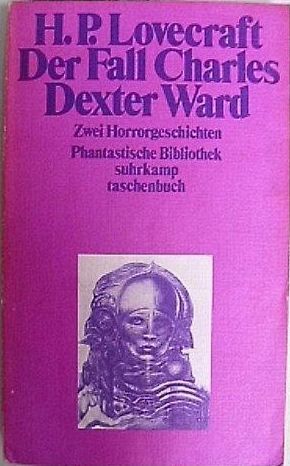 H. P. Lovecraft
Der Fall Charles
Dexter Ward
Zwei Horrorgeschichten
Phantastische Bibliothek
suhrkamp
taschenbuch